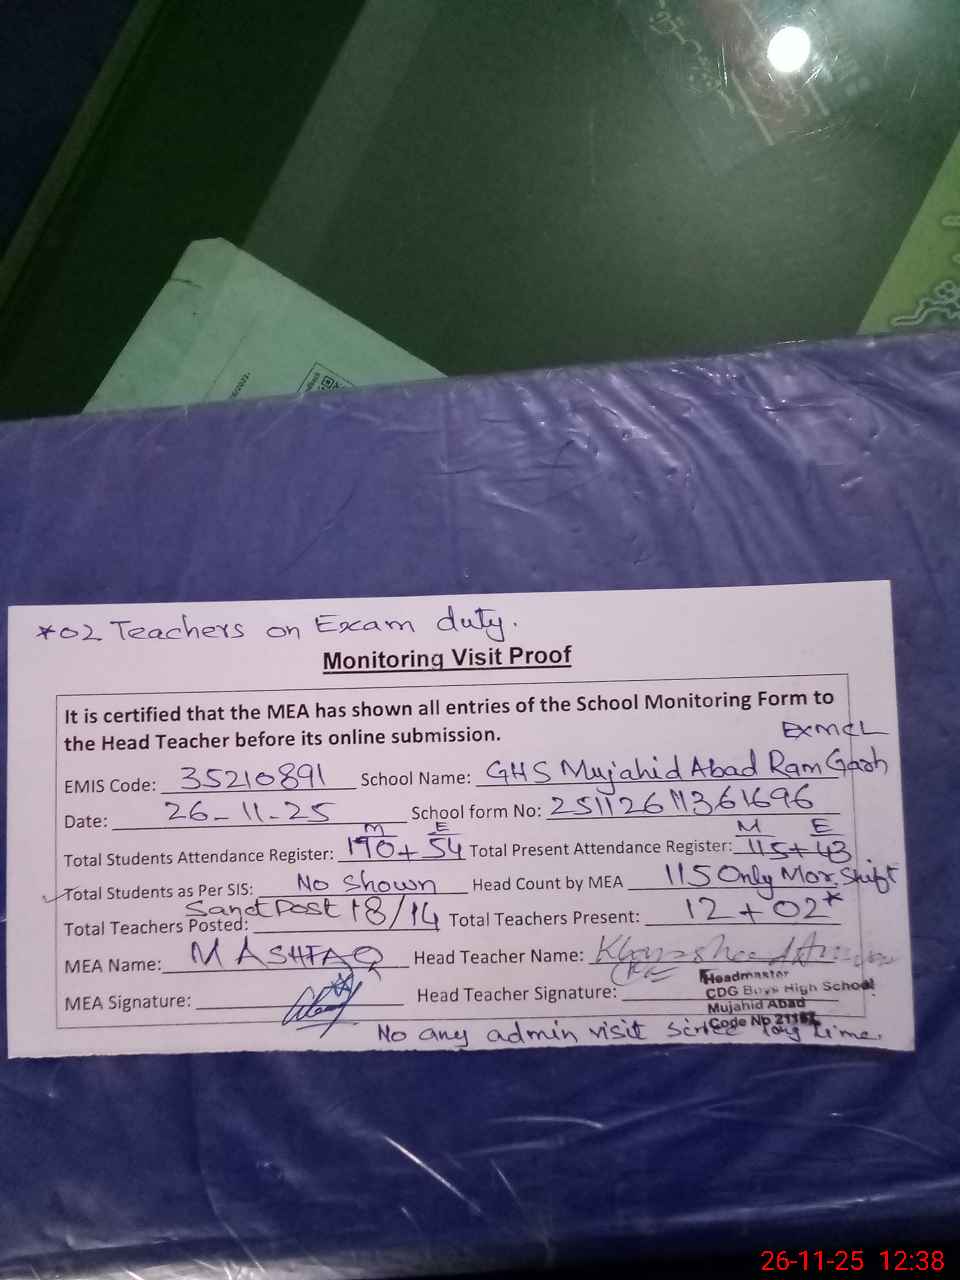 *02 Teachers on Exam duty.
Monitoring Visit Proof
It is certified that the MEA has shown all entries of the School Monitoring Form to
the Head Teacher before its online submission.
EXMCL
EMIS Code: 35210891 School Name: GHS Mujahid Abad Ram Garh
Date: 26-11-25 School form No: 25112611361696
M E M E
Total Students Attendance Register: 170+54 Total Present Attendance Register: 115+43
Total Students as Per SIS: No Shown Head Count by MEA 115 Only Mor. Shift
Total Teachers Posted: Sanct Post 18/14 Total Teachers Present: 12+02*
MEA Name: MASHTAQ Head Teacher Name:
MEA Signature: Head Teacher Signature:
Headmaster
CDG Boys High School
Mujahid Abad
Code No
No any admin visit since long time.
26-11-25 12:38